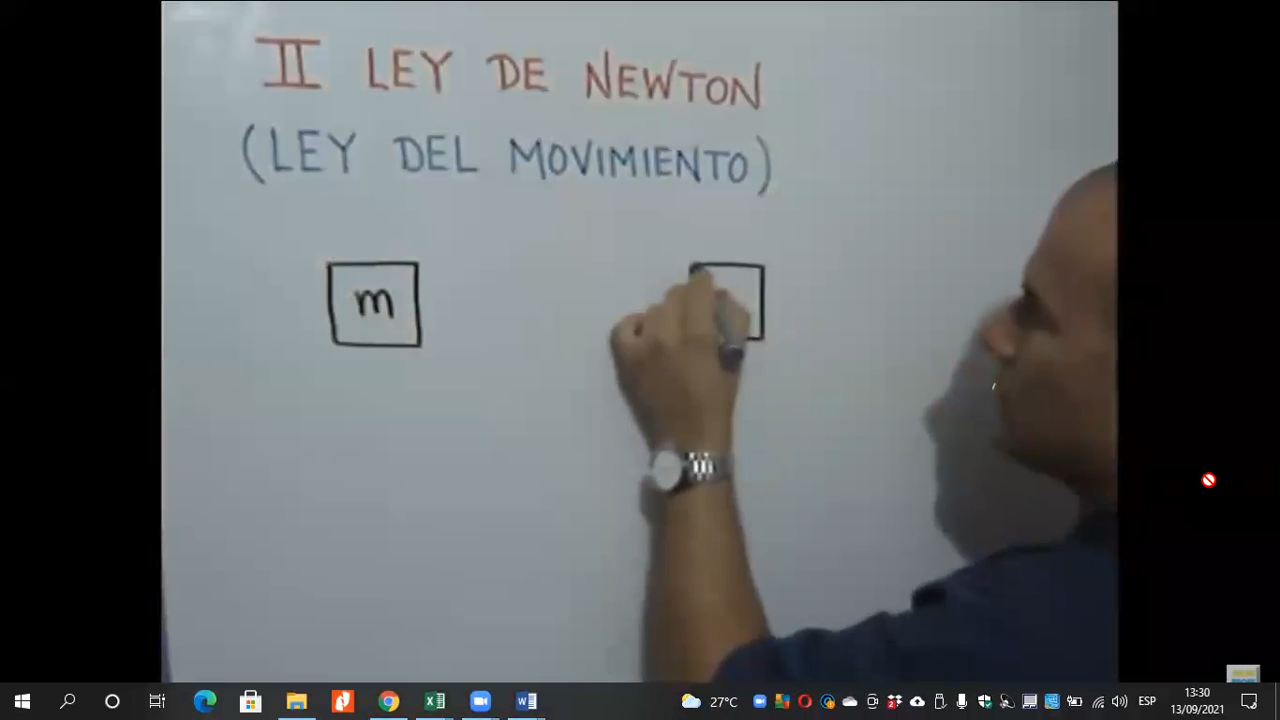 II LEY DE NEWTON
(LEY DEL MOVIMIENTO)
m
27°C
ESP
13:30
13/09/2021